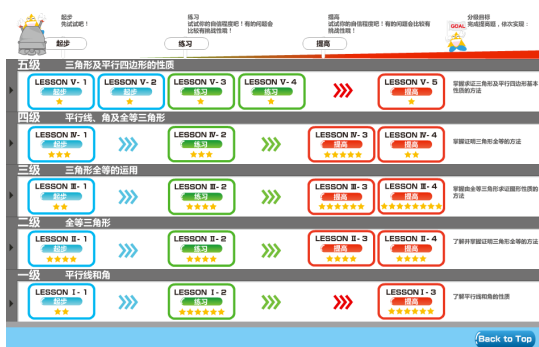 起步
先试试吧！
起步
练习
试试你的自信程度吧！有的问题会
比较有挑战性哦！
练习
提高
试试你的自信程度吧！有的问题会比较有
挑战性哦！
提高
GOAL
分级目标
完成提高篇，依次实现：
五级 三角形及平行四边形的性质
LESSON V-1
起步
LESSON V-2
起步
LESSON V-3
练习
LESSON V-4
练习
LESSON V-5
提高
掌握求证三角形及平行四边形基本
性质的方法
四级 平行线、角及全等三角形
LESSON IV-1
起步
LESSON IV-2
练习
LESSON IV-3
提高
LESSON IV-4
提高
掌握证明三角形全等的方法
三级 三角形全等的运用
LESSON III-1
起步
LESSON III-2
练习
LESSON III-3
提高
LESSON III-4
提高
掌握由全等三角形求证图形性质的
方法
二级 全等三角形
LESSON II-1
起步
LESSON II-2
练习
LESSON II-3
提高
LESSON II-4
提高
了解并掌握证明三角形全等的方法
一级 平行线和角
LESSON I-1
起步
LESSON I-2
练习
LESSON I-3
提高
了解平行线和角的性质
Back to Top